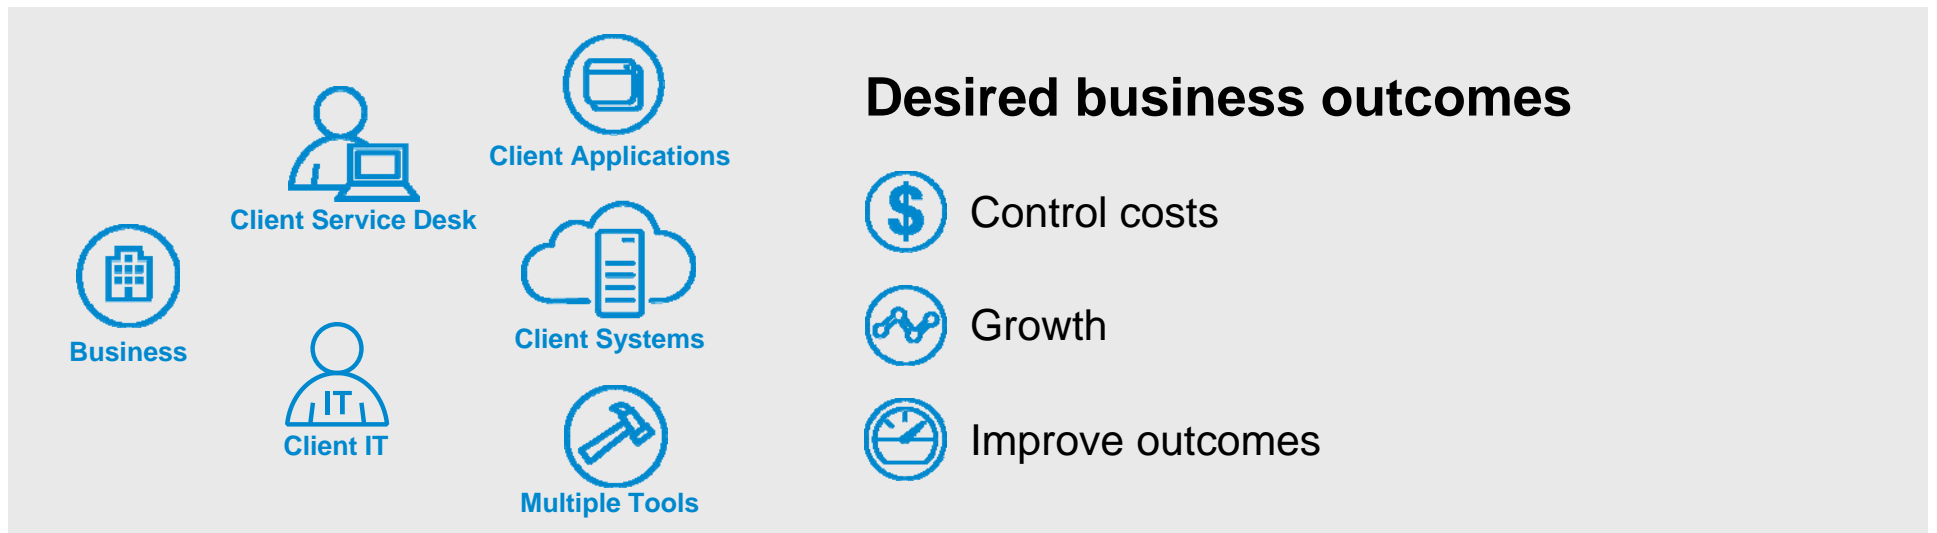 Client Applications
Client Service Desk
Business
Client Systems
IT
Client IT
Multiple Tools
Desired business outcomes
$ Control costs
Growth
Improve outcomes